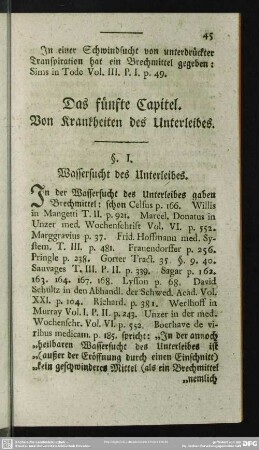 45
In einer Schwindsucht von unterdrückter
Transpiration hat ein Brechmittel gegeben:
Sims in Tode Vol. III. P. I. p. 49.
Das fünfte Capitel.
Von Krankheiten des Unterleibes.
§. I.
Wassersucht des Unterleibes.
In der Wassersucht des Unterleibes gaben
Brechmittel: schon Celsus p. 166. Willis
in Mangetti T. II. p. 921. Marcel. Donatus in
Unzer med. Wochenschrift Vol. VI. p. 552.
Marggravius p. 37. Frid. Hoffmann med. Sy-
stem. T. III. p. 481. Frauendorffer p. 256.
Pringle p. 238. Gorter Tract. 35 §. 9. 40.
Sauvages T. III. P. II. p. 339. Sagar p. 162.
163. 164. 167. 168. Lysson p. 68. David
Schultz in den Abhandl. der Schwed. Acad. Vol.
XXI. p. 104. Richard. p. 381. Werlhoff in
Murray Vol. I, P. II. p. 243. Unzer in der med.
Wochenschr. Vol. VI. p. 552. Boerhave de vi-
ribus medicam. p. 185. spricht: „In der annoch
„heilbaren Wassersucht des Unterleibes ist
„(ausser der Eröffnung durch einen Einschnitt)
„kein geschwinderes Mittel (als ein Brechmittel
„nemlich